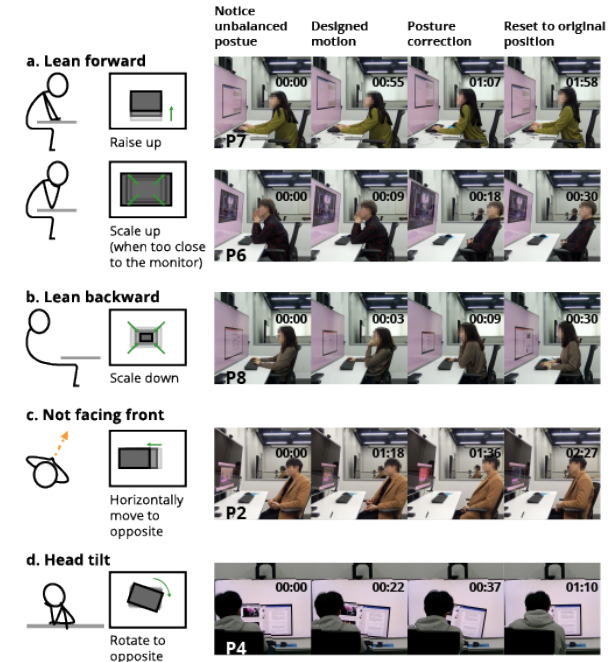 Notice
unbalanced
postue
Designed
motion
Posture
correction
Reset to original
position
a. Lean forward
Raise up
00:00
00:55
01:07
01:58
P7
Scale up
(when too close
to the monitor)
00:00
00:09
00:18
00:30
P6
b. Lean backward
Scale down
00:00
00:03
00:09
00:30
P8
c. Not facing front
Horizontally
move to
opposite
00:00
01:18
01:36
02:27
P2
d. Head tilt
Rotate to
opposite
00:00
00:22
00:37
01:10
P4